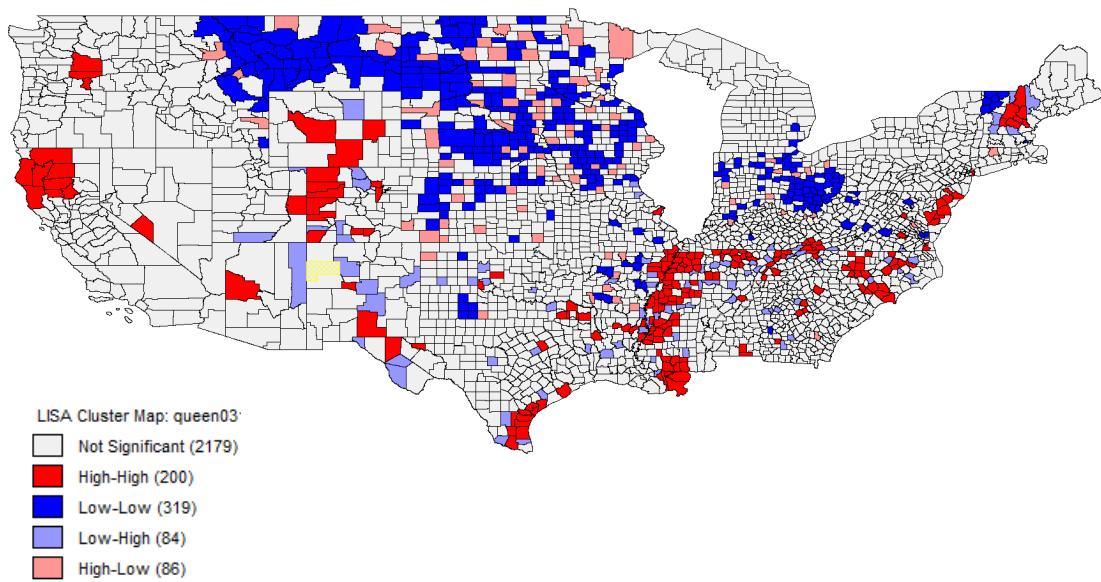 LISA Cluster Map: queen03
Not Significant (2179)
High-High (200)
Low-Low (319)
Low-High (84)
High-Low (86)